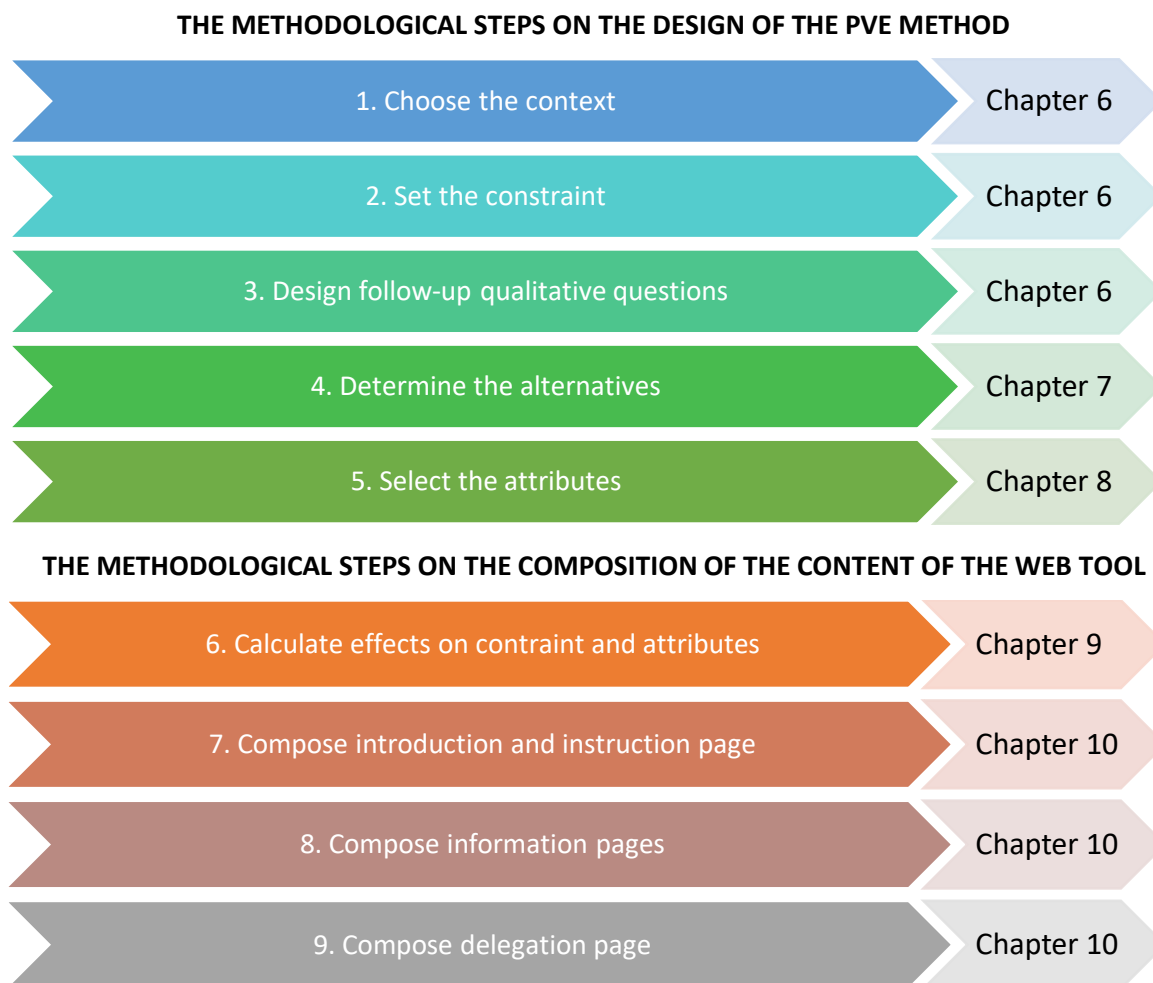 THE METHODOLOGICAL STEPS ON THE DESIGN OF THE PVE METHOD
1. Choose the context Chapter 6
2. Set the constraint Chapter 6
3. Design follow-up qualitative questions Chapter 6
4. Determine the alternatives Chapter 7
5. Select the attributes Chapter 8
THE METHODOLOGICAL STEPS ON THE COMPOSITION OF THE CONTENT OF THE WEB TOOL
6. Calculate effects on contraint and attributes Chapter 9
7. Compose introduction and instruction page Chapter 10
8. Compose information pages Chapter 10
9. Compose delegation page Chapter 10